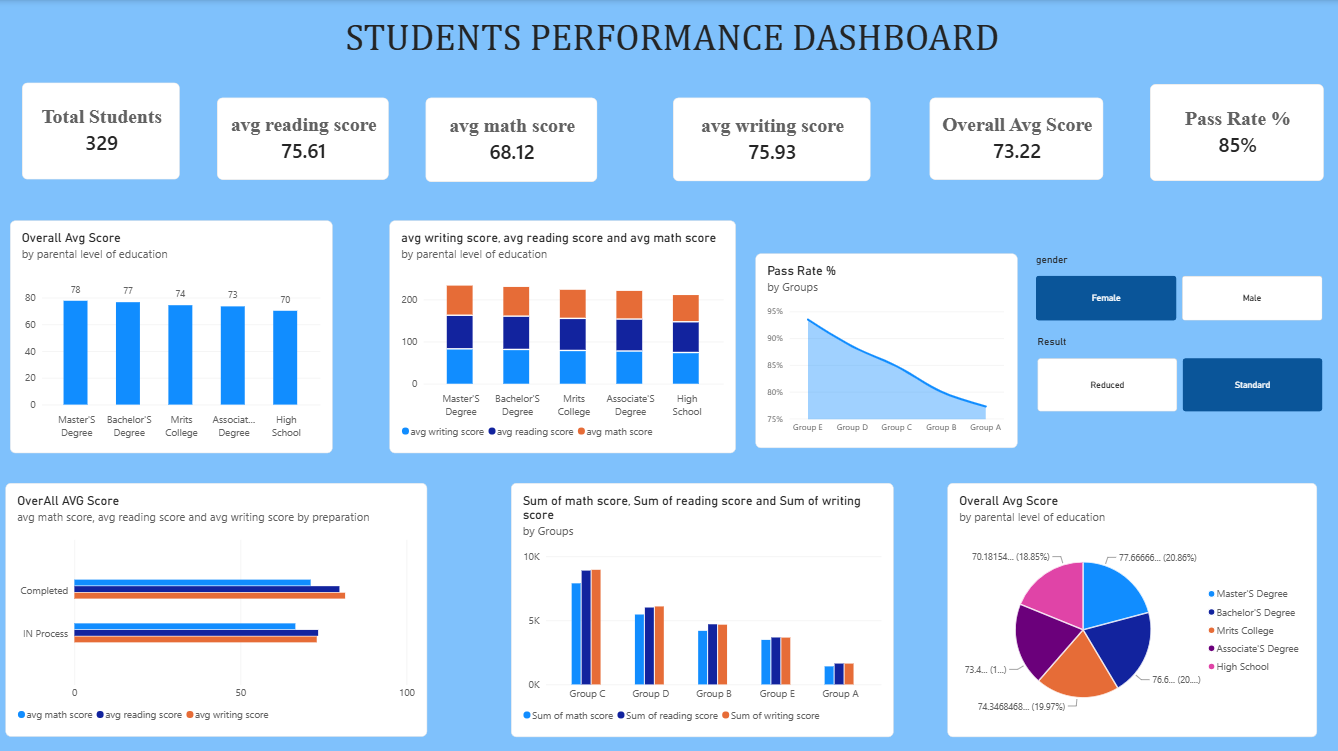 STUDENTS PERFORMANCE DASHBOARD
Total Students
329
avg reading score
75.61
avg math score
68.12
avg writing score
75.93
Overall Avg Score
73.22
Pass Rate %
85%
Overall Avg Score
by parental level of education
80
60
40
20
0
78
77
74
73
70
Master'S
Degree
Bachelor'S
Degree
Mrits
College
Associat...
Degree
High
School
avg writing score, avg reading score and avg math score
by parental level of education
200
100
0
Master'S
Degree
Bachelor'S
Degree
Mrits
College
Associate'S
Degree
High
School
avg writing score avg reading score avg math score
Pass Rate %
by Groups
95%
90%
85%
80%
75%
Group E Group D Group C Group B Group A
gender
Female
Male
Result
Reduced
Standard
OverAll AVG Score
avg math score, avg reading score and avg writing score by preparation
Completed
IN Process
0 50 100
avg math score avg reading score avg writing score
Sum of math score, Sum of reading score and Sum of writing
score
by Groups
10K
5K
0K
Group C Group D Group B Group E Group A
Sum of math score Sum of reading score Sum of writing score
Overall Avg Score
by parental level of education
70.18154... (18.85%)
77.66666... (20.86%)
73.4... (1...)
76.6... (20....)
74.3468468... (19.97%)
Master'S Degree
Bachelor'S Degree
Mrits College
Associate'S Degree
High School